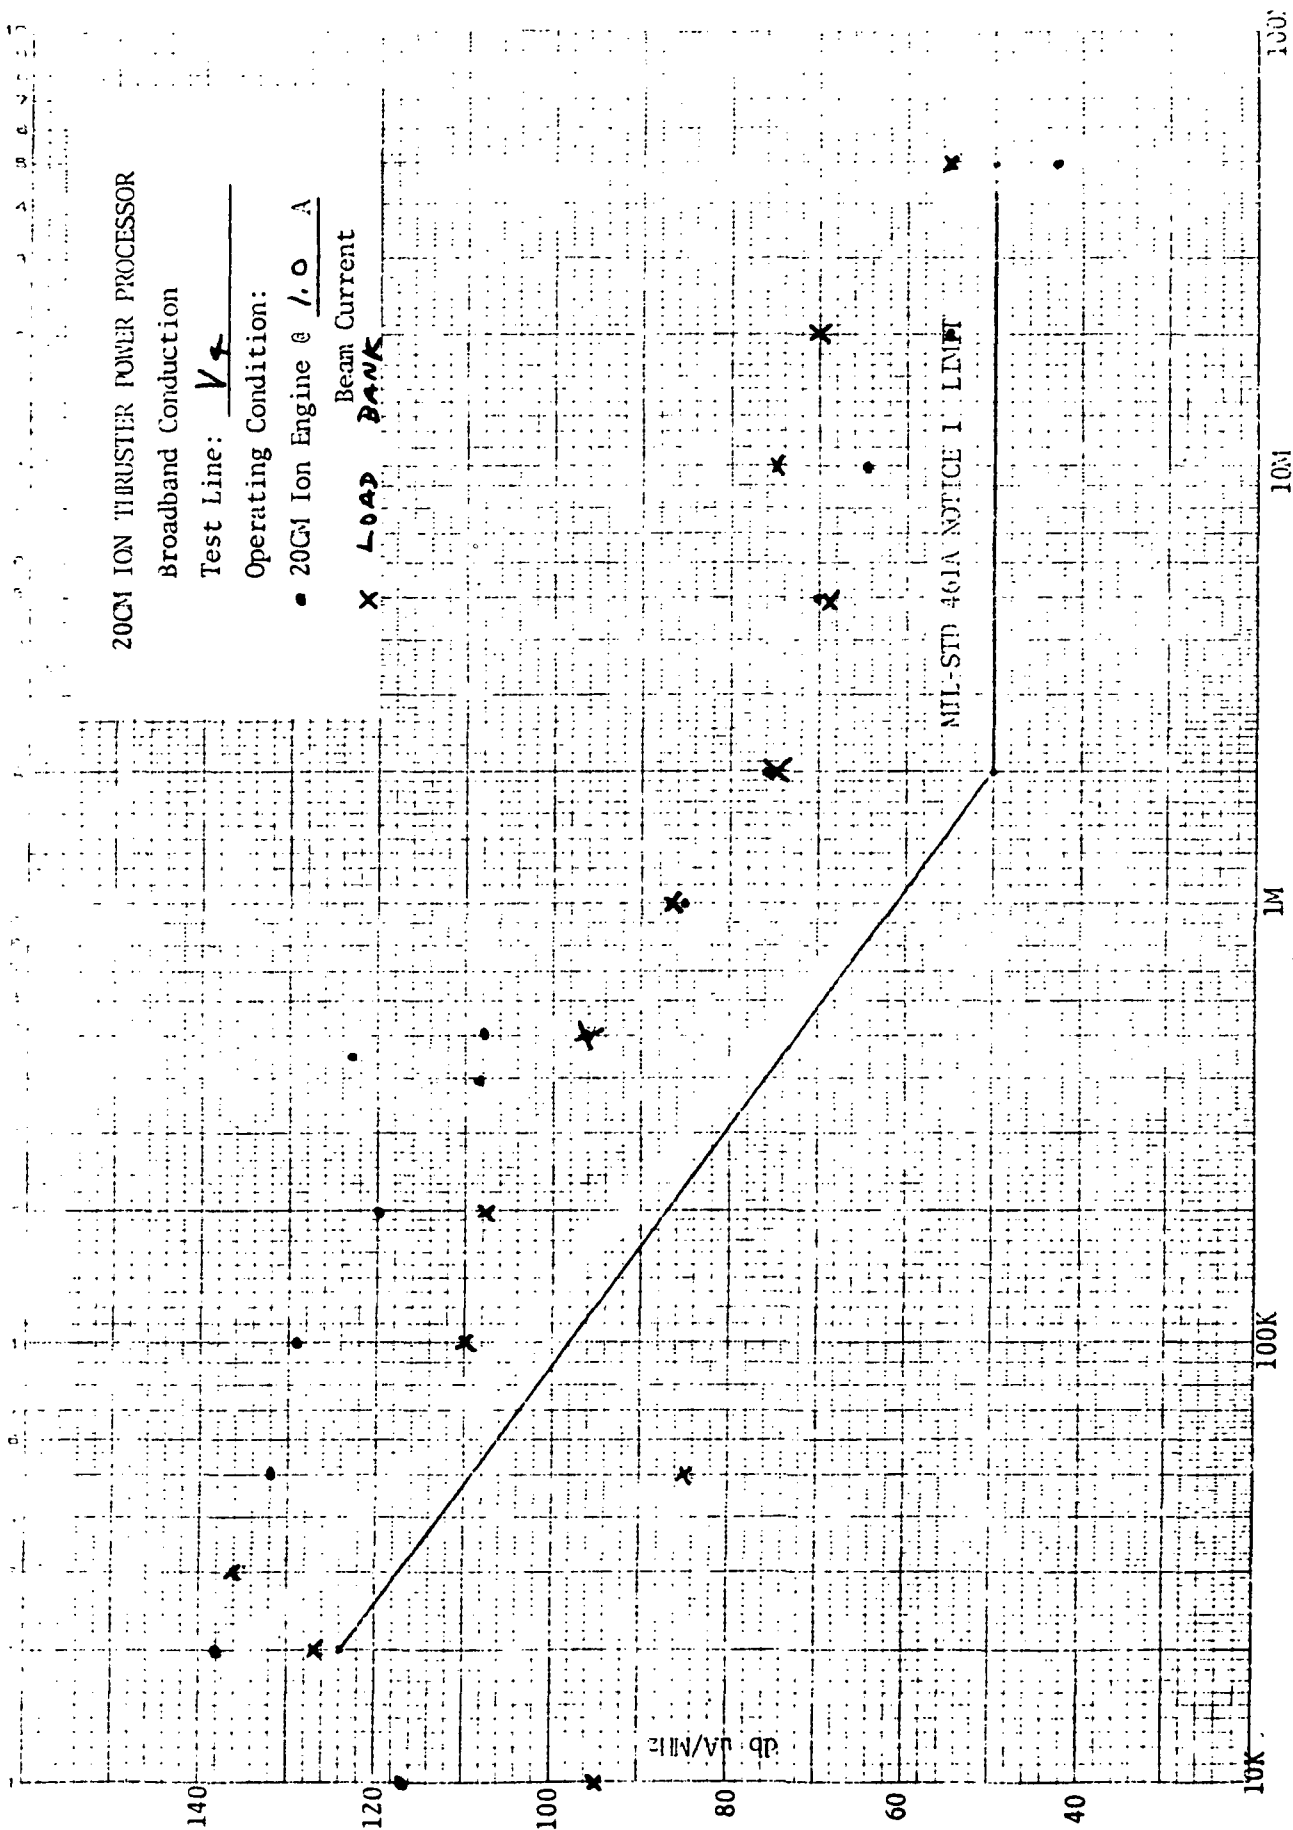 20CM ION THRUSTER POWER PROCESSOR
Broadband Conduction
Test Line: V4
Operating Condition:
• 20CM Ion Engine @ 1.0 A
Beam Current
X LOAD BANK
MIL-STD 461A NOTICE 1 LIMIT
db uA/MHz
140
120
100
80
60
40
10K
100K
1M
10M